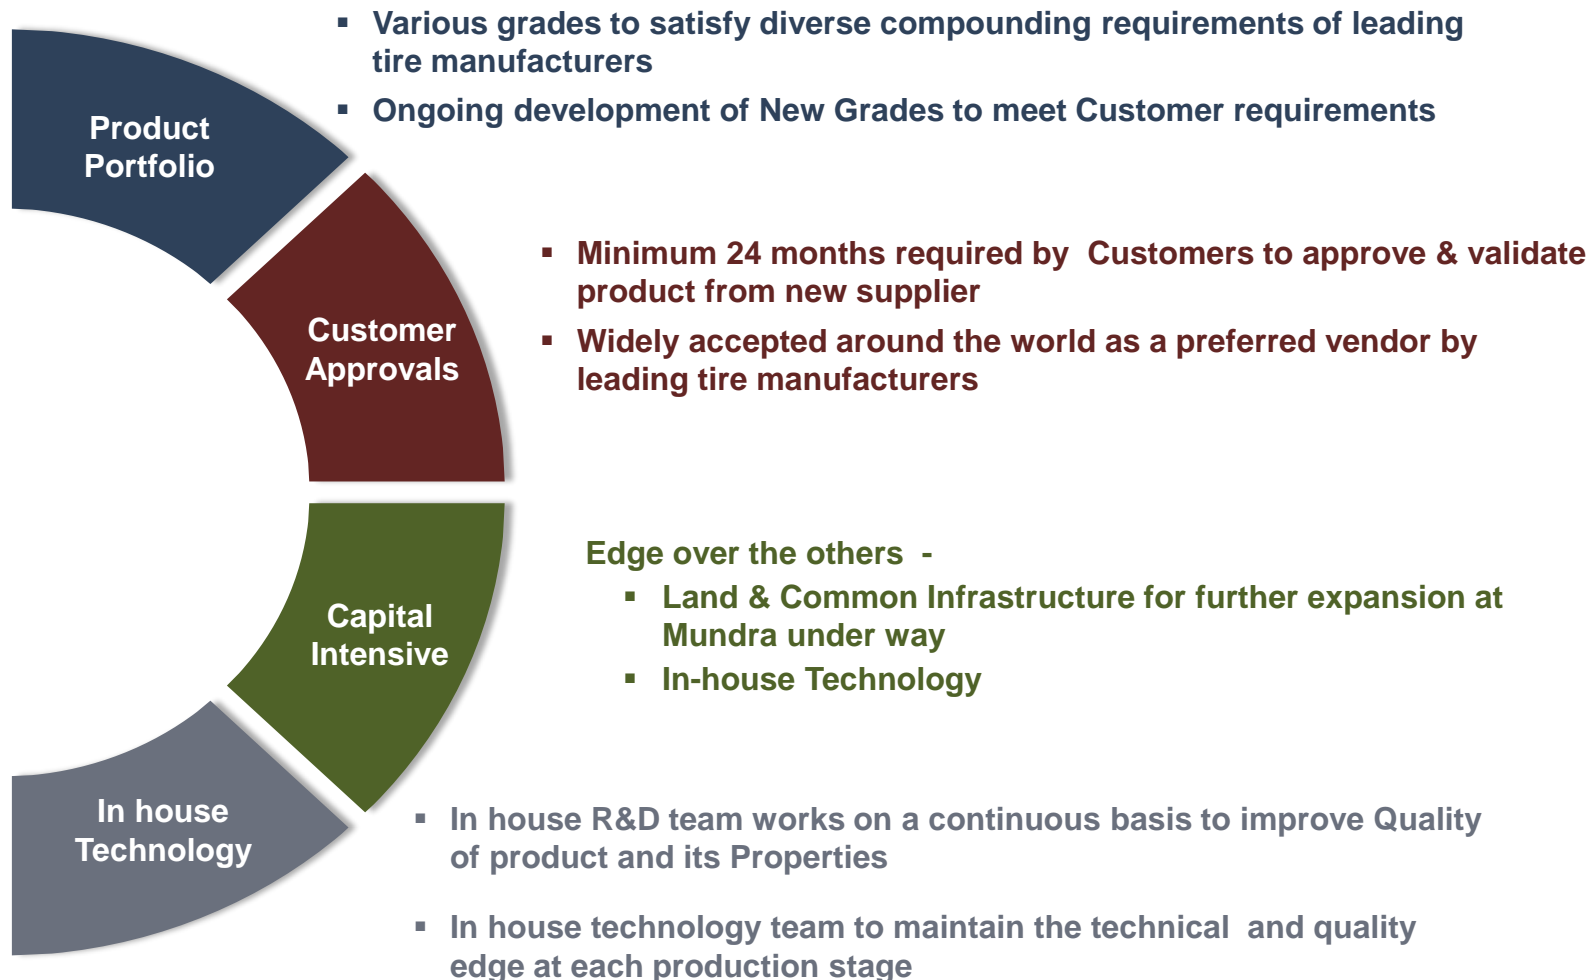 ▪ Various grades to satisfy diverse compounding requirements of leading
tire manufacturers
▪ Ongoing development of New Grades to meet Customer requirements
Product
Portfolio
▪ Minimum 24 months required by  Customers to approve & validate
product from new supplier
▪ Widely accepted around the world as a preferred vendor by
leading tire manufacturers
Customer
Approvals
Edge over the others  -
▪ Land & Common Infrastructure for further expansion at
Mundra under way
▪ In-house Technology
Capital
Intensive
In house
Technology
▪ In house R&D team works on a continuous basis to improve Quality
of product and its Properties
▪ In house technology team to maintain the technical  and quality
edge at each production stage